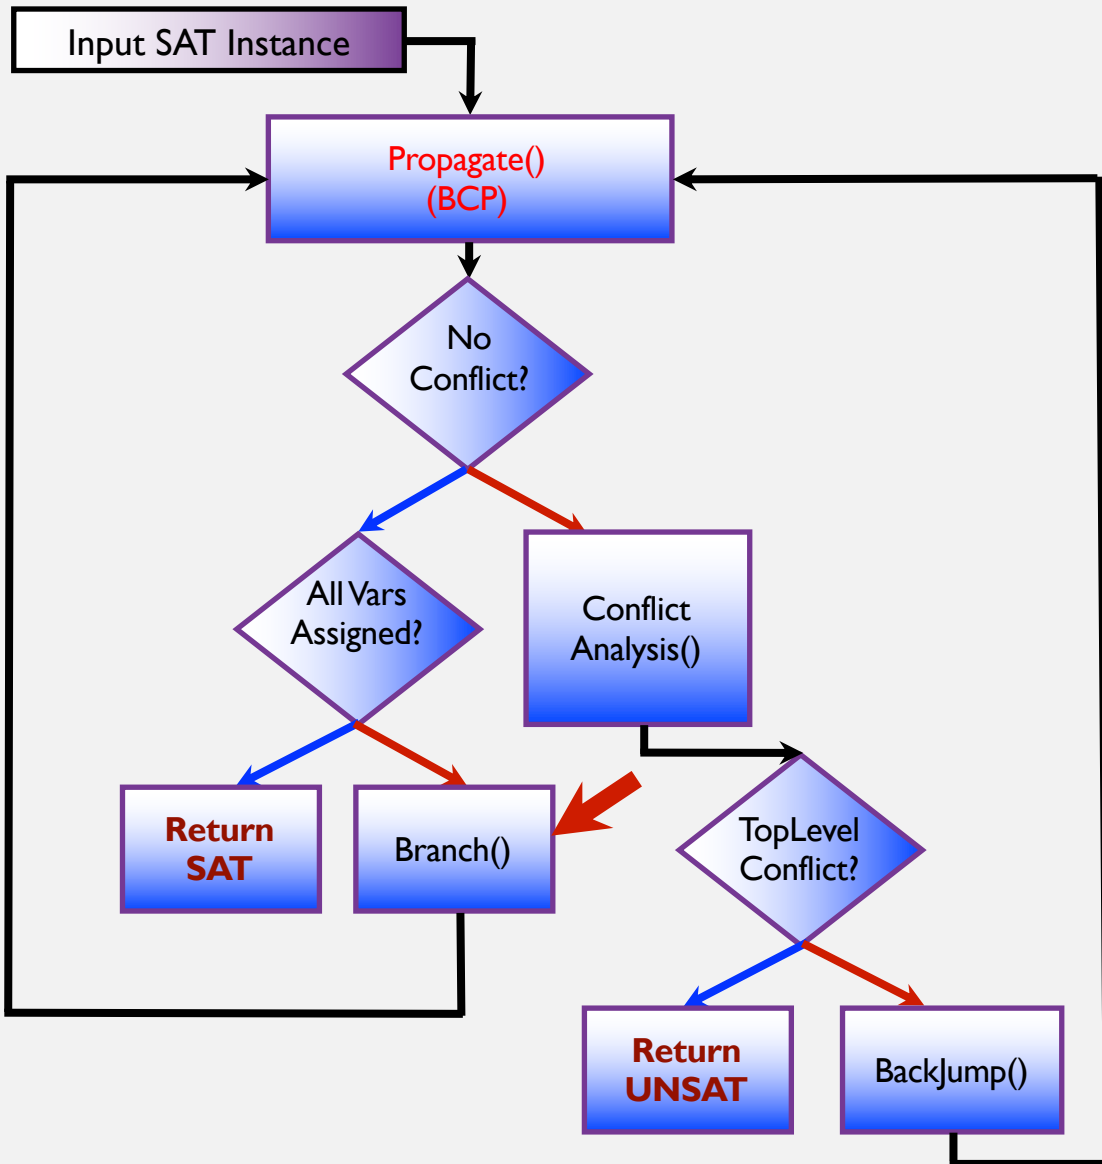 Input SAT Instance
Propagate()
(BCP)
No
Conflict?
All Vars
Assigned?
Conflict
Analysis()
Return
SAT
Branch()
TopLevel
Conflict?
Return
UNSAT
BackJump()